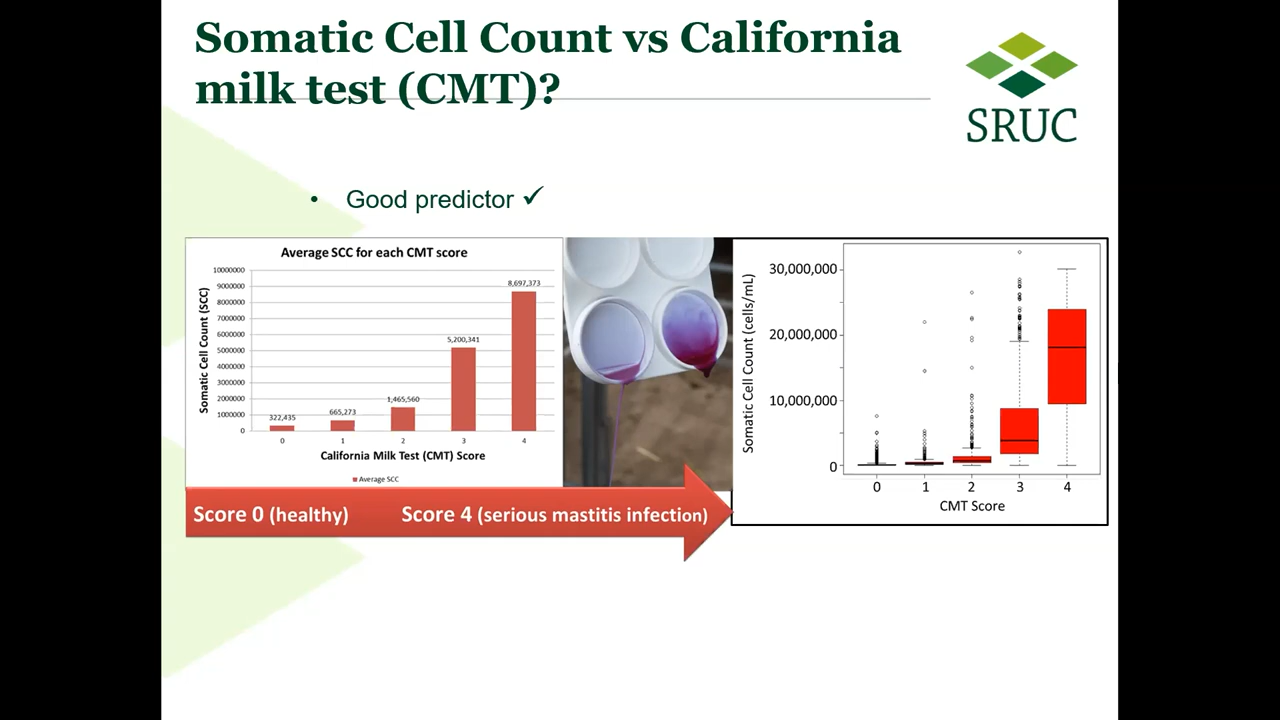 Somatic Cell Count vs California
milk test (CMT)?
SRUC
• Good predictor ✓
Average SCC for each CMT score
Somatic Cell Count (SCC)
10000000
9000000
8000000
7000000
6000000
5000000
4000000
3000000
2000000
1000000
0
322,435
665,273
1,465,560
5,200,341
8,697,373
0 1 2 3 4
California Milk Test (CMT) Score
Average SCC
Somatic Cell Count (cells/mL)
30,000,000
20,000,000
10,000,000
0
0 1 2 3 4
CMT Score
Score 0 (healthy) Score 4 (serious mastitis infection)